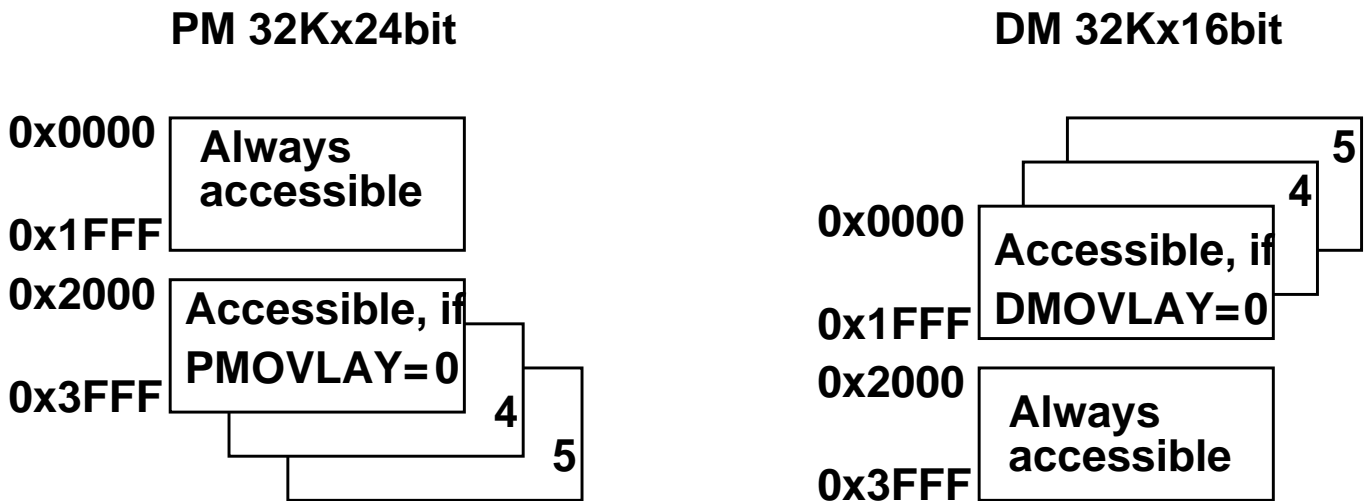 PM 32Kx24bit
0x0000
Always
accessible
0x1FFF
0x2000
Accessible, if
PMOVLAY=0
0x3FFF
4
5
DM 32Kx16bit
5
4
0x0000
Accessible, if
DMOVLAY=0
0x1FFF
0x2000
Always
accessible
0x3FFF